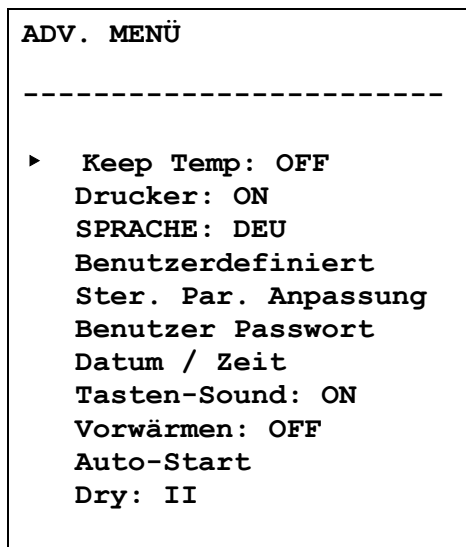 ADV. MENÜ
------------------------
▸ Keep Temp: OFF
Drucker: ON
SPRACHE: DEU
Benutzerdefiniert
Ster. Par. Anpassung
Benutzer Passwort
Datum / Zeit
Tasten-Sound: ON
Vorwärmen: OFF
Auto-Start
Dry: II